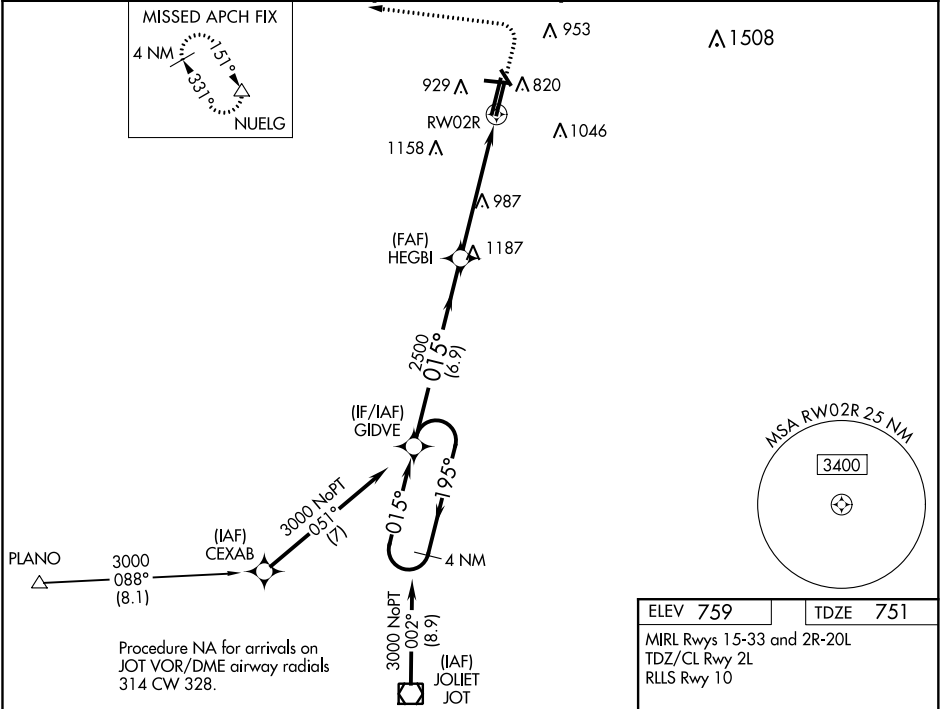 MISSED APCH FIX
4 NM
151°
331°
NUELG
953
1508
929
820
RW02R
1046
1158
987
(FAF)
HEGBI
1187
2500
015°
(6.9)
(IF/IAF)
GIDVE
MSA RW02R 25 NM
3400
015°
195°
3000 NoPT
051°
(7)
(IAF)
CEXAB
4 NM
PLANO
3000
088°
(8.1)
3000 NoPT
002°
(8.9)
(IAF)
JOLIET
JOT
Procedure NA for arrivals on
JOT VOR/DME airway radials
314 CW 328.
ELEV 759
TDZE 751
MIRL Rwys 15-33 and 2R-20L
TDZ/CL Rwy 2L
RLLS Rwy 10